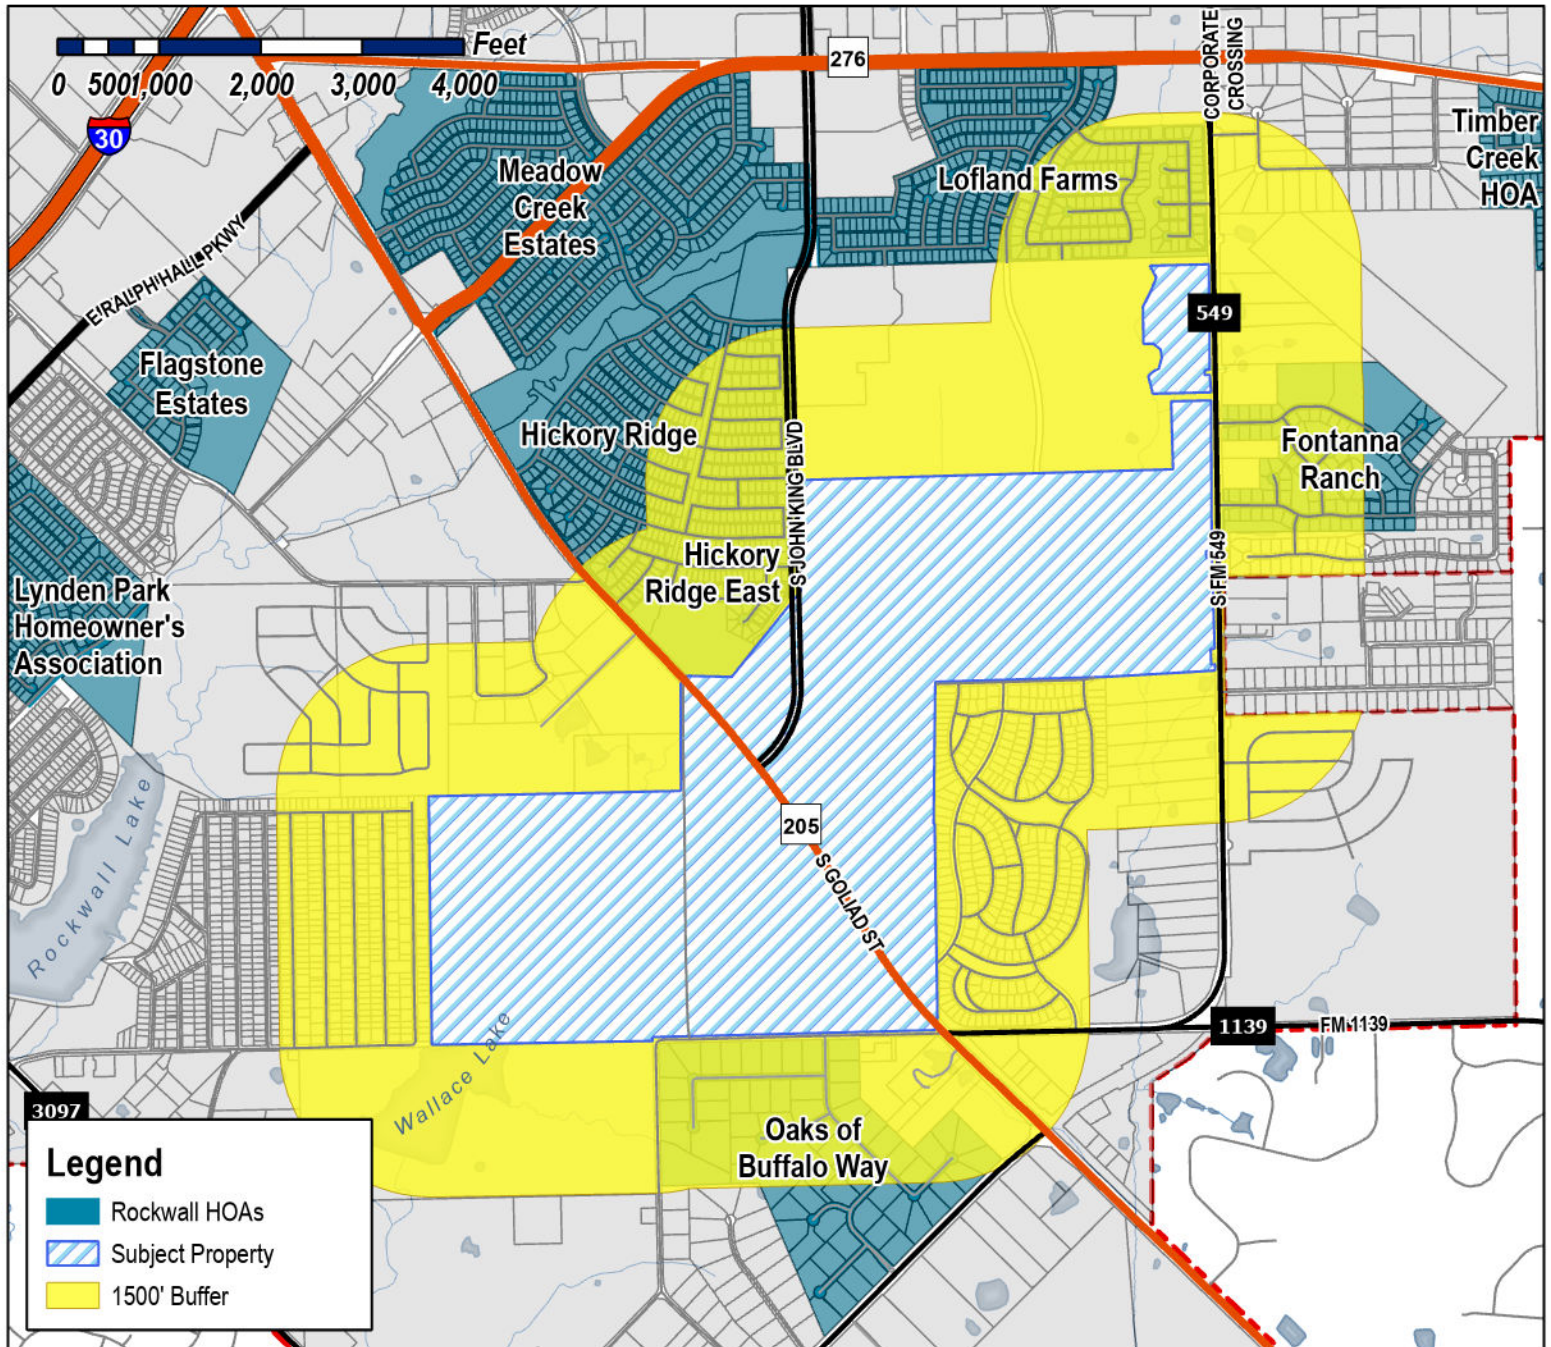 Feet
0 500 1,000 2,000 3,000 4,000
276
CORPORATE
CROSSING
30
Timber
Creek
HOA
Meadow
Creek
Estates
Lofland Farms
E RALPH HALL PKWY
549
Flagstone
Estates
Hickory Ridge
S JOHN KING BLVD
Fontanna
Ranch
Hickory
Ridge East
S FM 549
Lynden Park
Homeowner's
Association
205
S GOLIAD ST
Rockwall Lake
Wallace Lake
1139
FM 1139
3097
Oaks of
Buffalo Way
Legend
Rockwall HOAs
Subject Property
1500' Buffer